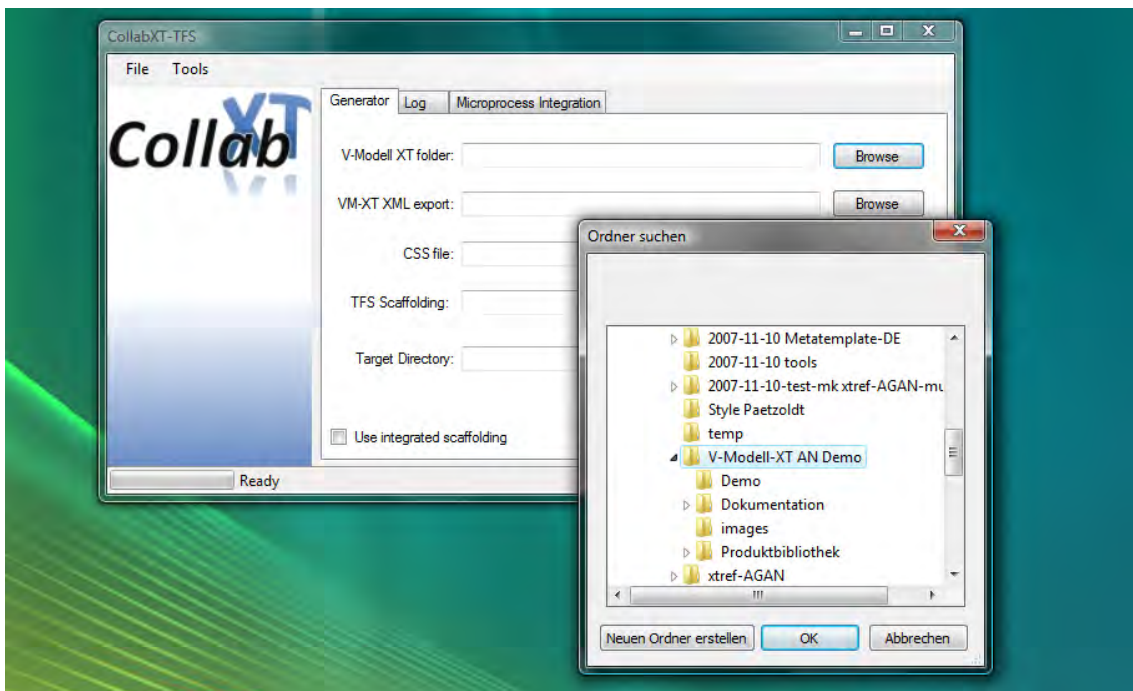 CollabXT-TFS
File Tools
CollabXT
Generator Log Microprocess Integration
V-Modell XT folder: Browse
VM-XT XML export: Browse
CSS file:
TFS Scaffolding:
Target Directory:
Use integrated scaffolding
Ready
Ordner suchen
2007-11-10 Metatemplate-DE
2007-11-10 tools
2007-11-10-test-mk xtref-AGAN-mu
Style Paetzoldt
temp
V-Modell-XT AN Demo
Demo
Dokumentation
images
Produktbibliothek
xtref-AGAN
Neuen Ordner erstellen OK Abbrechen